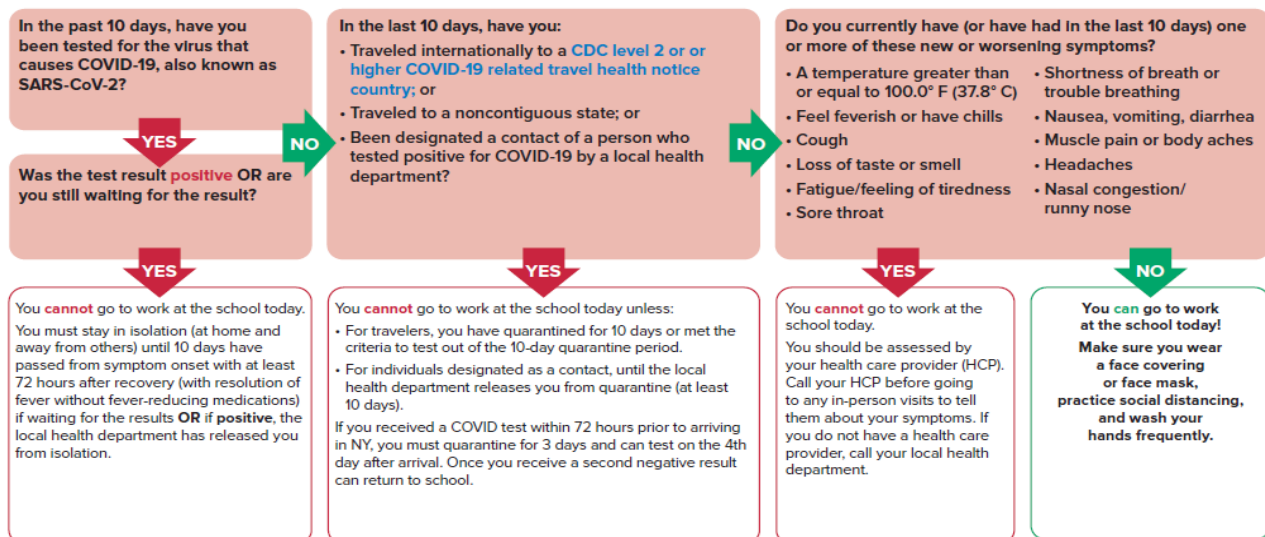 In the past 10 days, have you
been tested for the virus that
causes COVID-19, also known as
SARS-CoV-2?
YES
NO
Was the test result positive OR are
you still waiting for the result?
YES
You cannot go to work at the school today.
You must stay in isolation (at home and
away from others) until 10 days have
passed from symptom onset with at least
72 hours after recovery (with resolution of
fever without fever-reducing medications)
if waiting for the results OR if positive, the
local health department has released you
from isolation.
In the last 10 days, have you:
• Traveled internationally to a CDC level 2 or or
higher COVID-19 related travel health notice
country; or
• Traveled to a noncontiguous state; or
• Been designated a contact of a person who
tested positive for COVID-19 by a local health
department?
NO
YES
You cannot go to work at the school today unless:
• For travelers, you have quarantined for 10 days or met the
criteria to test out of the 10-day quarantine period.
• For individuals designated as a contact, until the local
health department releases you from quarantine (at least
10 days).
If you received a COVID test within 72 hours prior to arriving
in NY, you must quarantine for 3 days and can test on the 4th
day after arrival. Once you receive a second negative result
can return to school.
Do you currently have (or have had in the last 10 days) one
or more of these new or worsening symptoms?
• A temperature greater than
or equal to 100.0° F (37.8° C)
• Feel feverish or have chills
• Cough
• Loss of taste or smell
• Fatigue/feeling of tiredness
• Sore throat
• Shortness of breath or
trouble breathing
• Nausea, vomiting, diarrhea
• Muscle pain or body aches
• Headaches
• Nasal congestion/
runny nose
YES
You cannot go to work at the
school today.
You should be assessed by
your health care provider (HCP).
Call your HCP before going
to any in-person visits to tell
them about your symptoms. If
you do not have a health care
provider, call your local health
department.
NO
You can go to work
at the school today!
Make sure you wear
a face covering
or face mask,
practice social distancing,
and wash your
hands frequently.